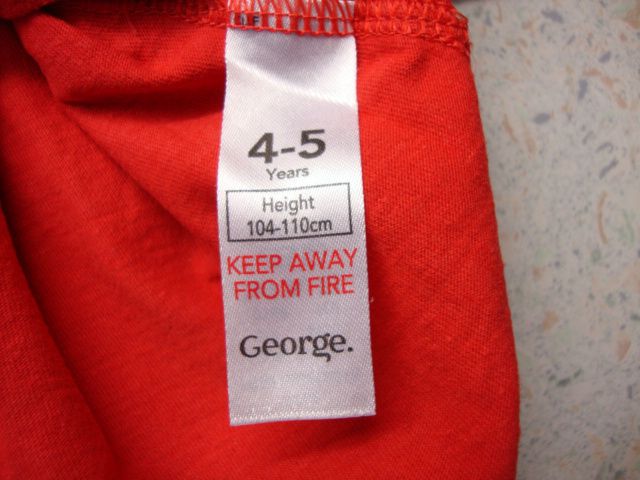 4-5
Years
Height
104-110cm
KEEP AWAY
FROM FIRE
George.